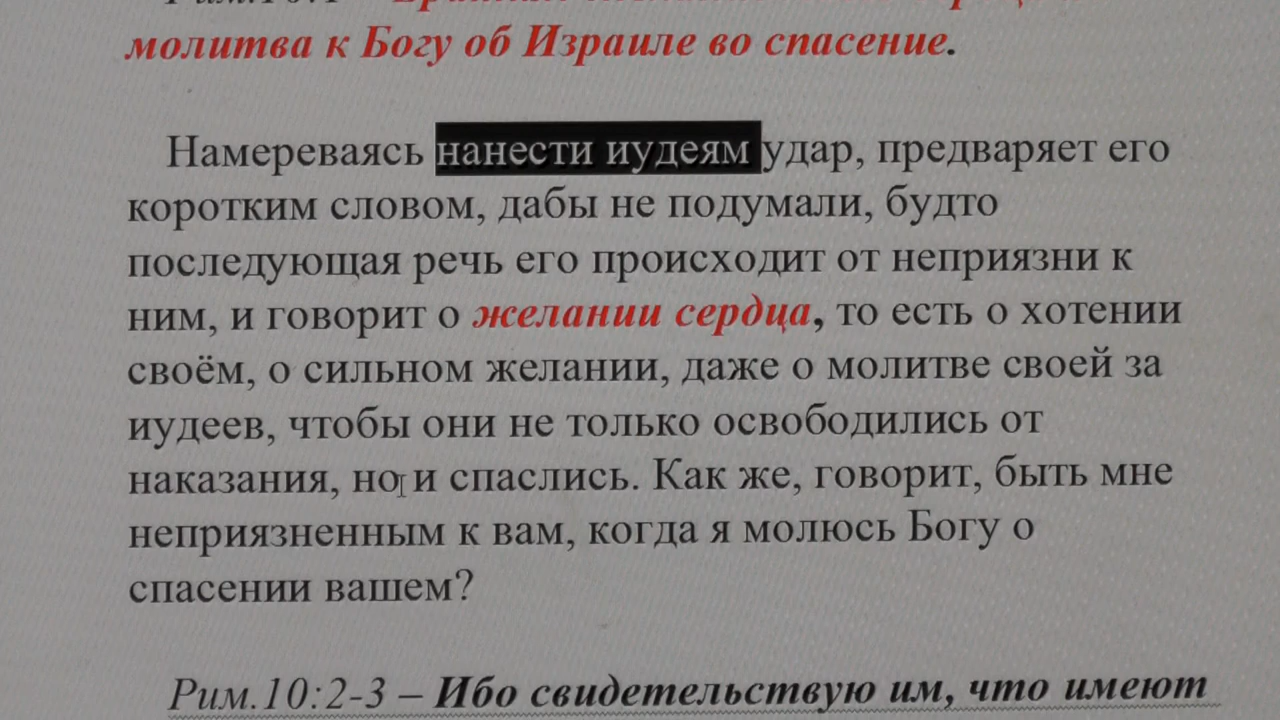 молитва к Богу об Израиле во спасение.
Намереваясь нанести иудеям удар, предваряет его
коротким словом, дабы не подумали, будто
последующая речь его происходит от неприязни к
ним, и говорит о желании сердца, то есть о хотении
своём, о сильном желании, даже о молитве своей за
иудеев, чтобы они не только освободились от
наказания, но и спаслись. Как же, говорит, быть мне
неприязненным к вам, когда я молюсь Богу о
спасении вашем?
Рим.10:2-3 – Ибо свидетельствую им, что имеют